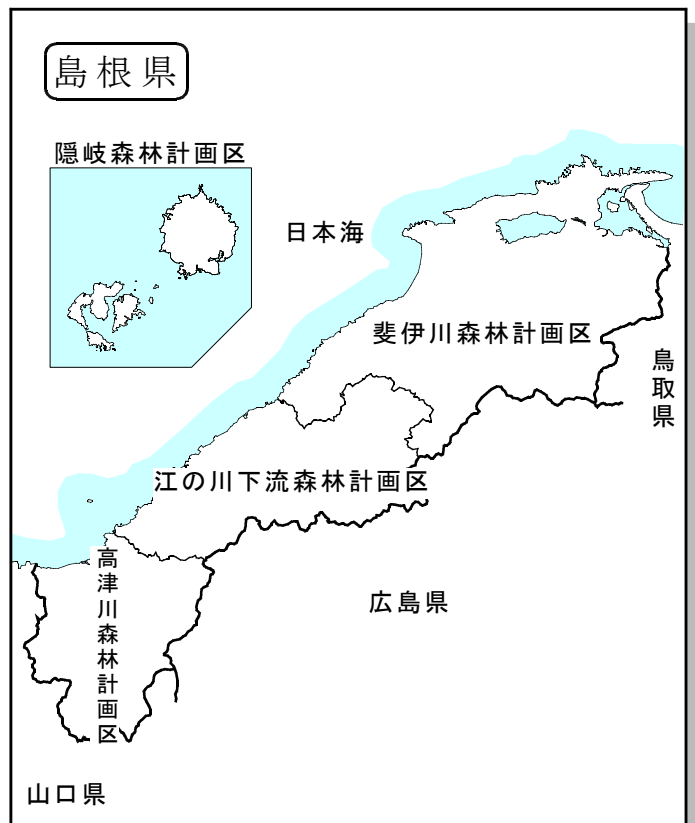 島根県
隠岐森林計画区
日本海
斐伊川森林計画区
鳥取県
江の川下流森林計画区
高津川森林計画区
広島県
山口県